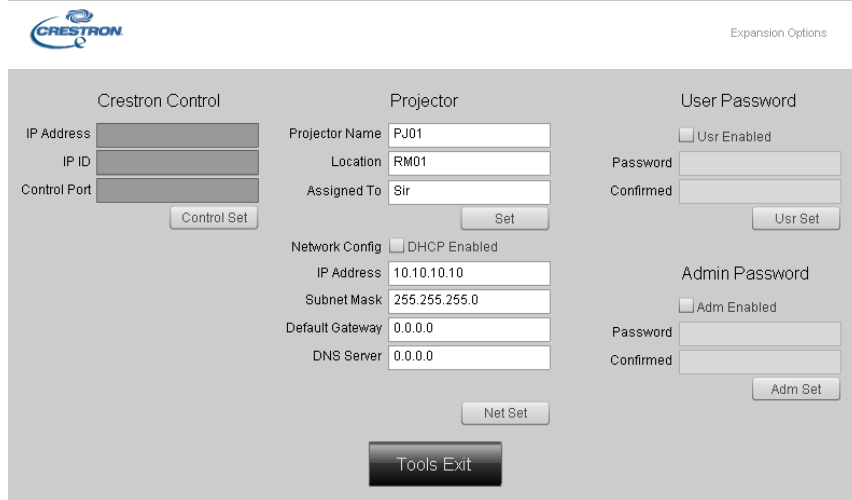 CRESTRON
Expansion Options
Crestron Control
IP Address
IP ID
Control Port
Control Set
Projector
Projector Name PJ01
Location RM01
Assigned To Sir
Set
Network Config DHCP Enabled
IP Address 10.10.10.10
Subnet Mask 255.255.255.0
Default Gateway 0.0.0.0
DNS Server 0.0.0.0
Net Set
User Password
Usr Enabled
Password
Confirmed
Usr Set
Admin Password
Adm Enabled
Password
Confirmed
Adm Set
Tools Exit